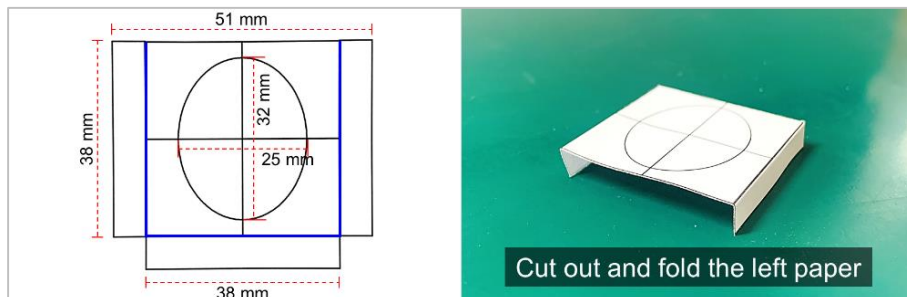 51 mm
38 mm
32 mm
25 mm
38 mm
Cut out and fold the left paper